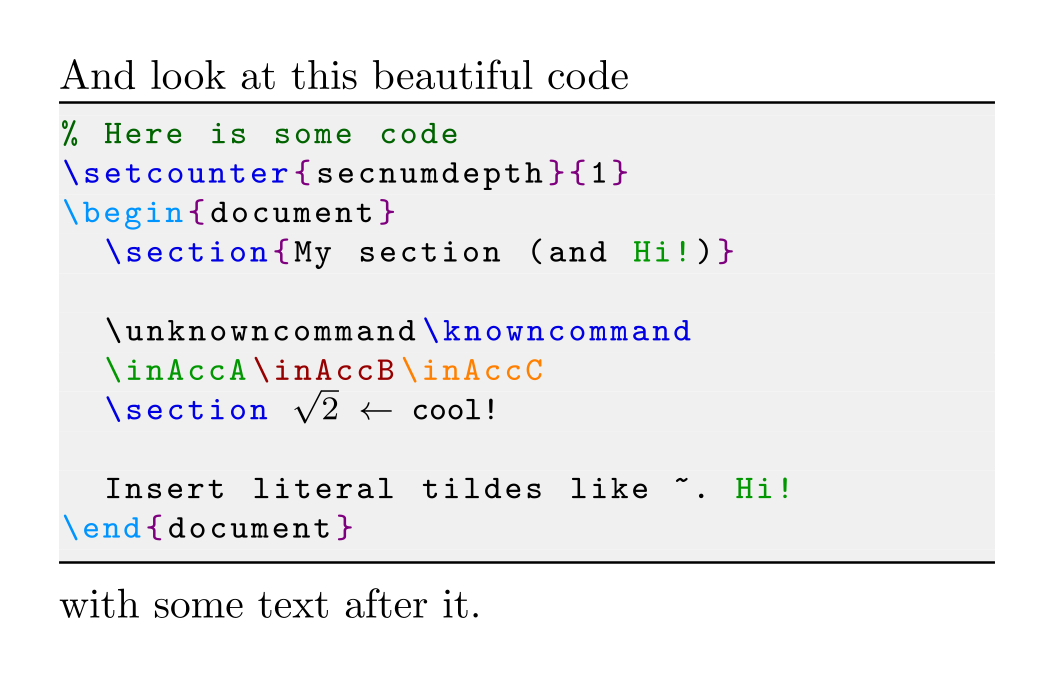 And look at this beautiful code
% Here is some code
\setcounter{secnumdepth}{1}
\begin{document}
  \section{My section (and Hi!)}
  \unknowncommand\knowncommand
  \inAccA\inAccB\inAccC
  \section √2 ← cool!
  Insert literal tildes like ~. Hi!
\end{document}
with some text after it.